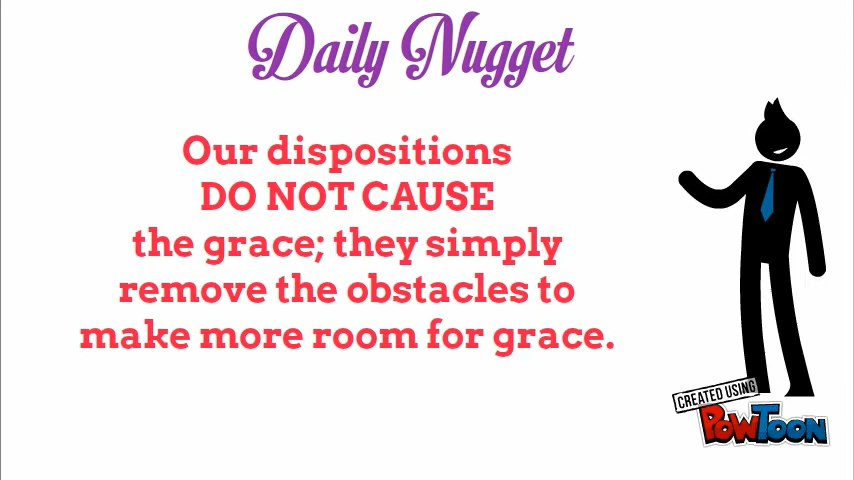 Daily Nugget
Our dispositions
DO NOT CAUSE
the grace; they simply
remove the obstacles to
make more room for grace.
CREATED USING
POWTOON